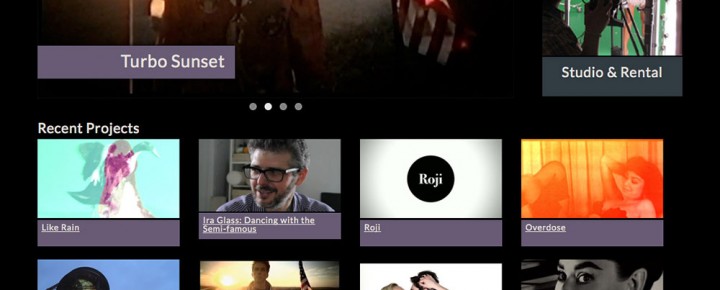 Turbo Sunset
Studio & Rental
Recent Projects
Roji
Like Rain
Ira Glass: Dancing with the
Semi-famous
Roji
Overdose